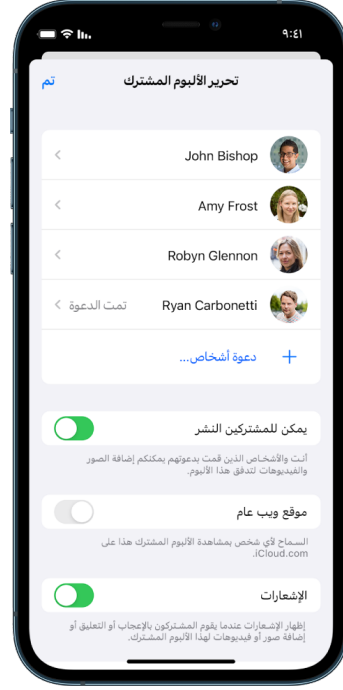 ٩:٤١
تحرير الألبوم المشترك
تم
John Bishop
Amy Frost
Robyn Glennon
Ryan Carbonetti
تمت الدعوة
دعوة أشخاص...
يمكن للمشتركين النشر
أنت والأشخاص الذين قمت بدعوتهم يمكنكم إضافة الصور
والفيديوهات لتدفق هذا الألبوم.
موقع ويب عام
السماح لأي شخص بمشاهدة الألبوم المشترك هذا على
iCloud.com.
الإشعارات
إظهار الإشعارات عندما يقوم المشتركون بالإعجاب أو التعليق أو
إضافة صور أو فيديوهات لهذا الألبوم المشترك.